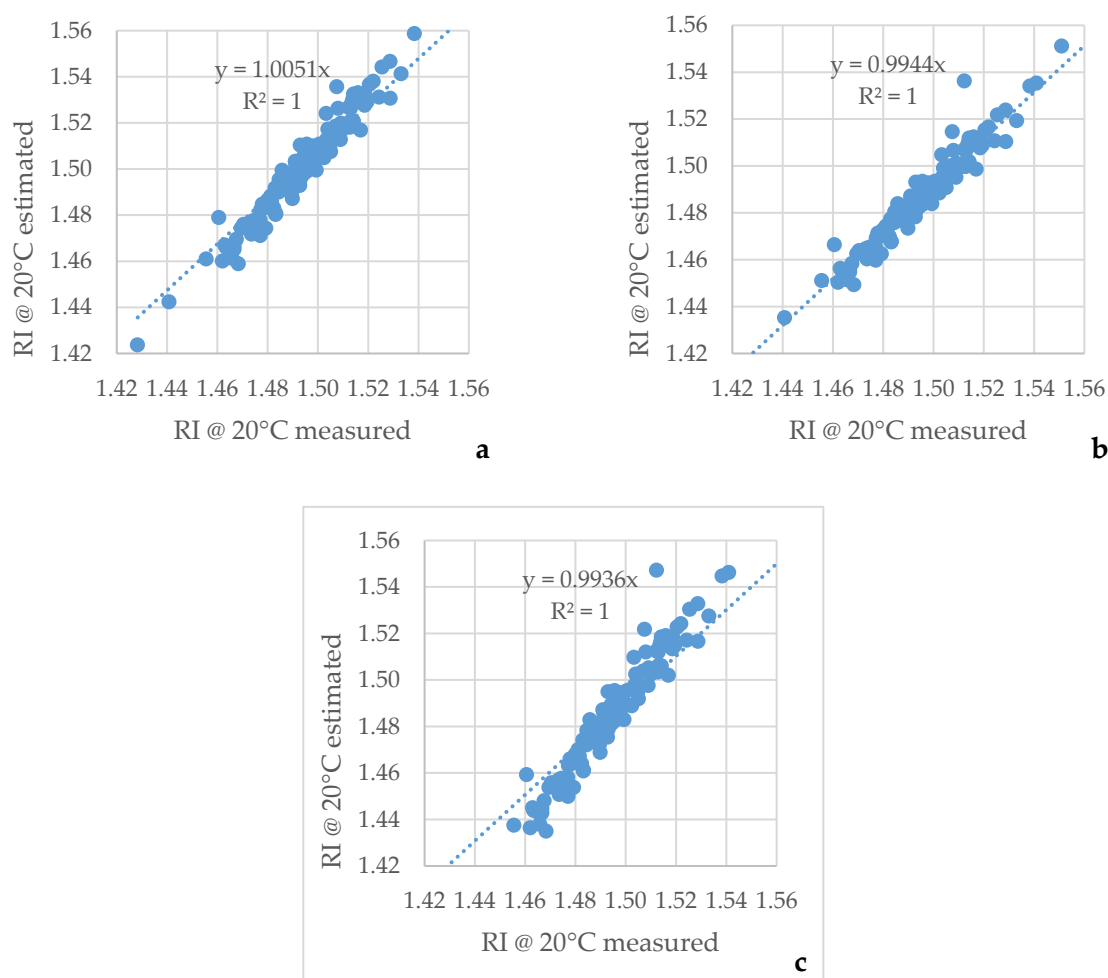 a
1.56
1.54
1.52
1.50
1.48
1.46
1.44
1.42
RI @ 20°C estimated
y = 1.0051x
R² = 1
1.42 1.44 1.46 1.48 1.50 1.52 1.54 1.56
RI @ 20°C measured
a
1.56
1.54
1.52
1.50
1.48
1.46
1.44
1.42
RI @ 20°C estimated
y = 0.9944x
R² = 1
1.42 1.44 1.46 1.48 1.50 1.52 1.54 1.56
RI @ 20°C measured
b
1.56
1.54
1.52
1.50
1.48
1.46
1.44
1.42
RI @ 20°C estimated
y = 0.9936x
R² = 1
1.42 1.44 1.46 1.48 1.50 1.52 1.54 1.56
RI @ 20°C measured
c